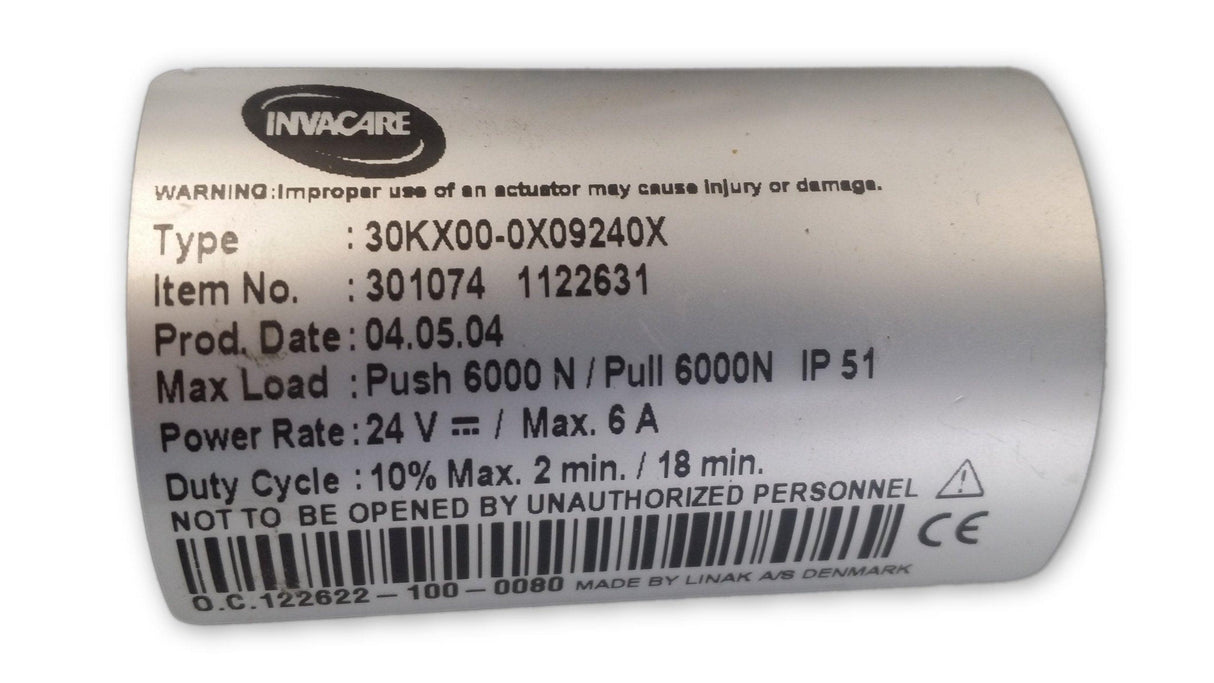 INVACARE
WARNING:Improper use of an actuator may cause injury or damage.
Type : 30KX00-0X09240X
Item No. : 301074 1122631
Prod. Date : 04.05.04
Max Load : Push 6000 N / Pull 6000N IP 51
Power Rate : 24 V ⎓ / Max. 6 A
Duty Cycle : 10% Max. 2 min. / 18 min.
NOT TO BE OPENED BY UNAUTHORIZED PERSONNEL
CE
O.C.122622-100-0080 MADE BY LINAK A/S DENMARK